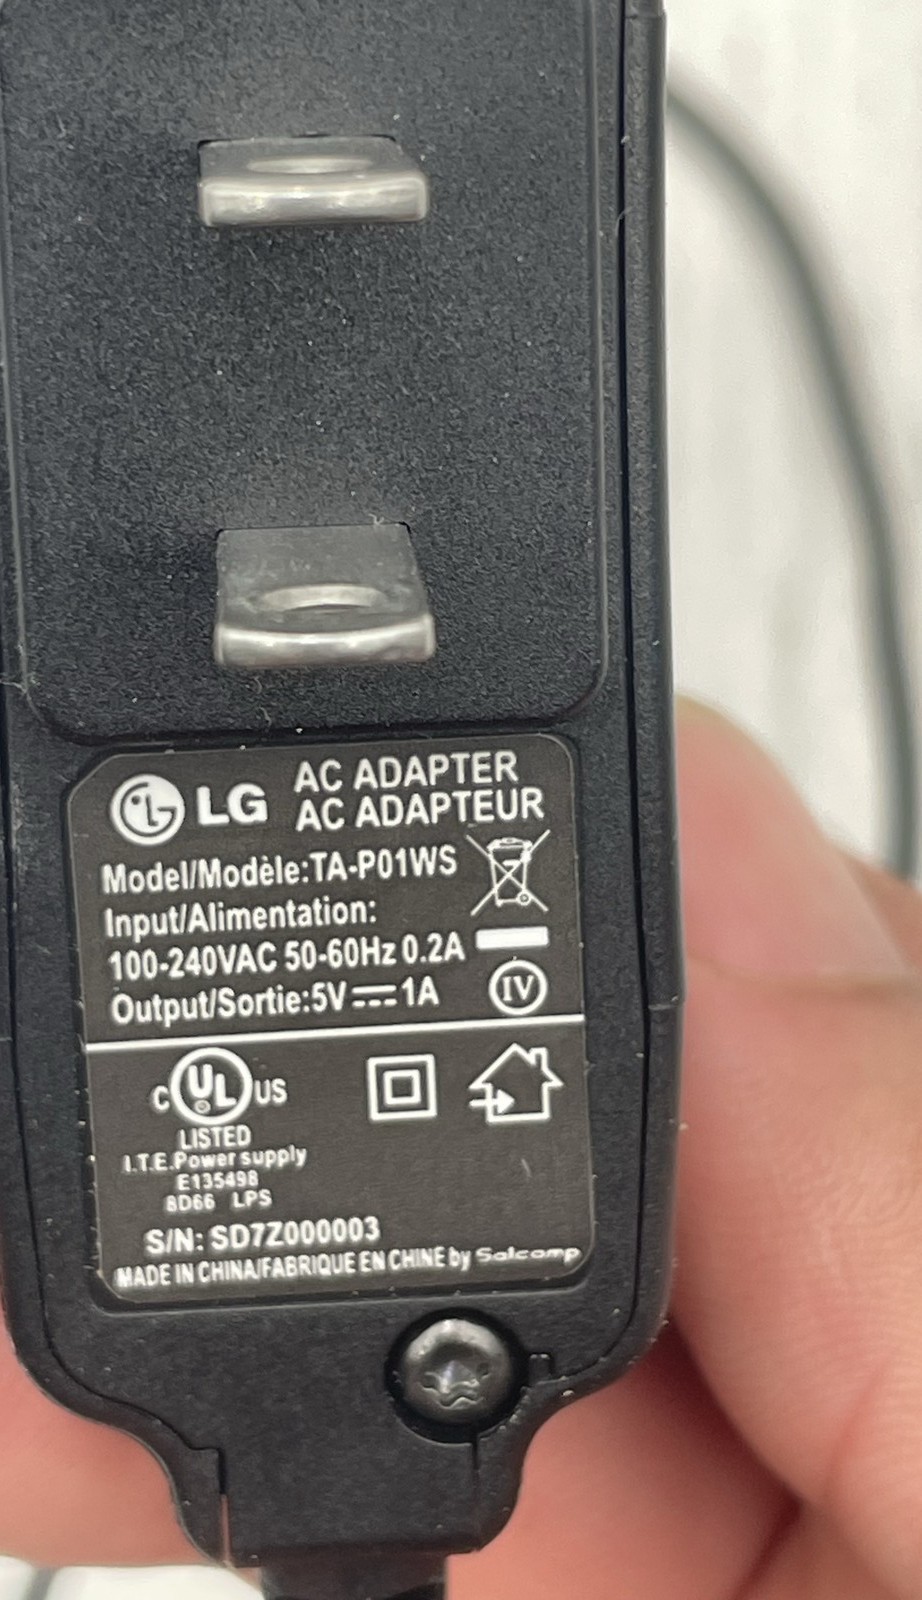 LG AC ADAPTER
AC ADAPTEUR
Model/Modèle:TA-P01WS
Input/Alimentation:
100-240VAC 50-60Hz 0.2A
Output/Sortie:5V⎓1A
IV
C UL US
LISTED
I.T.E.Power supply
E135498
8D66 LPS
S/N: SD7Z000003
MADE IN CHINA/FABRIQUE EN CHINE by Salcomp